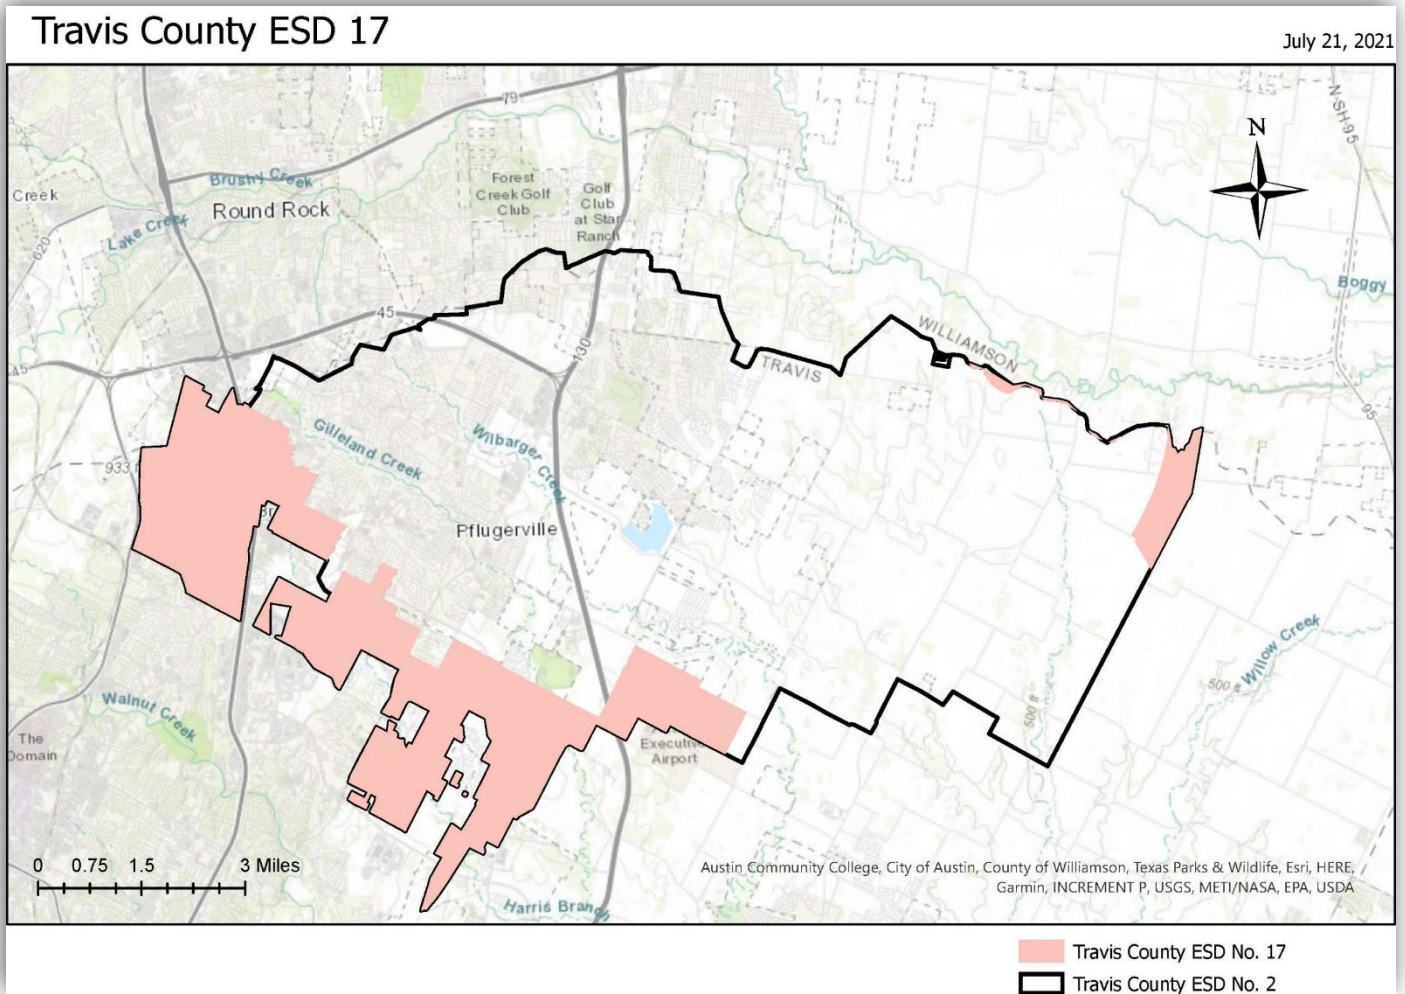 Travis County ESD 17
July 21, 2021
79
N-SH-95
N
Creek
Brushy Creek
Forest
Creek Golf
Club
Golf
Club
at Star
Ranch
Round Rock
Lake Creek
620
Boggy
45
130
WILLIAMSON
TRAVIS
45
95
Gilleland Creek
Wilbarger Creek
933 ft
Pflugerville
Willow Creek
500 ft
500 ft
Walnut Creek
The
Domain
Executive
Airport
0 0.75 1.5 3 Miles
Austin Community College, City of Austin, County of Williamson, Texas Parks & Wildlife, Esri, HERE,
Garmin, INCREMENT P, USGS, METI/NASA, EPA, USDA
Harris Branch
Travis County ESD No. 17
Travis County ESD No. 2